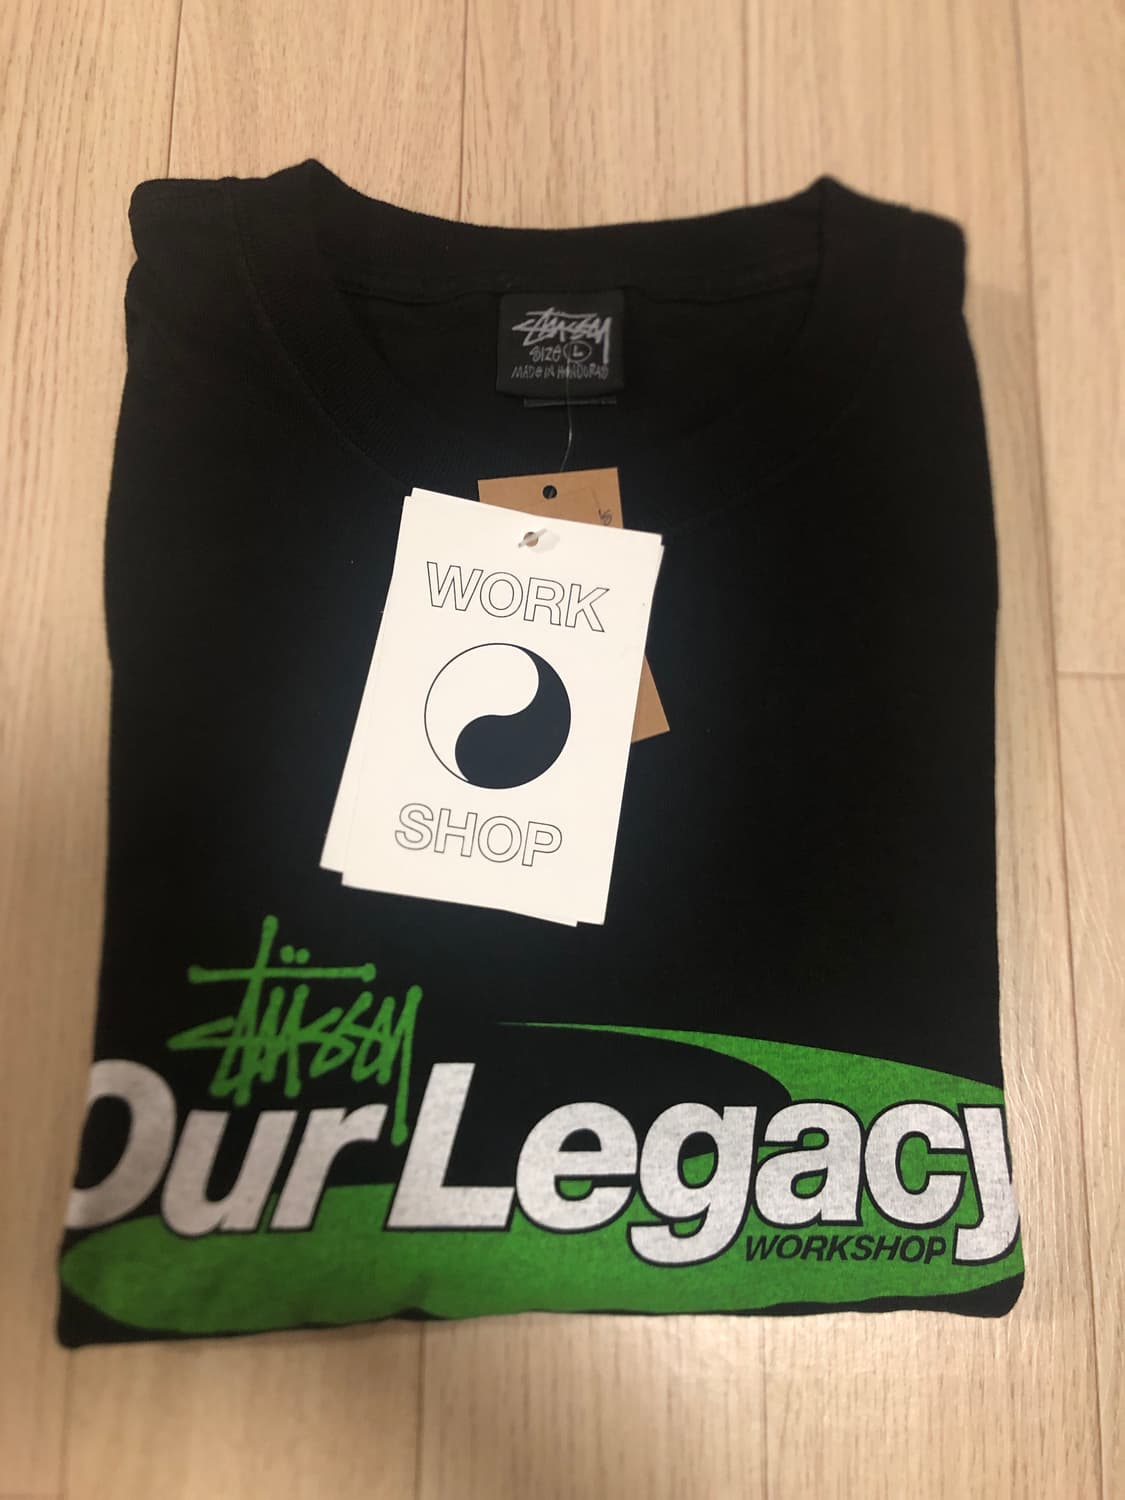 Stüssy
SIZE L
MADE IN HONDURAS
WORK
SHOP
Stüssy
Our Legacy
WORKSHOP